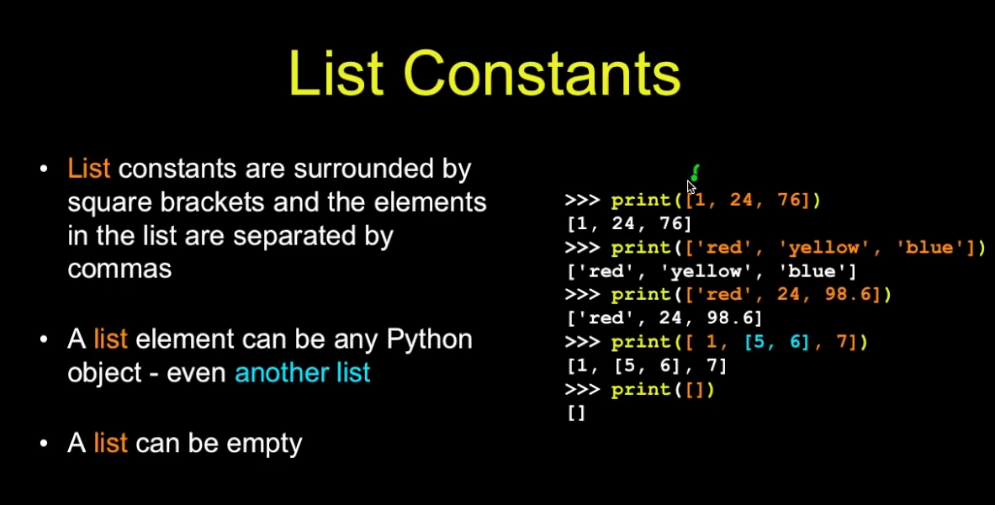 List Constants
• List constants are surrounded by
square brackets and the elements
in the list are separated by
commas
• A list element can be any Python
object - even another list
• A list can be empty
>>> print([1, 24, 76])
[1, 24, 76]
>>> print(['red', 'yellow', 'blue'])
['red', 'yellow', 'blue']
>>> print(['red', 24, 98.6])
['red', 24, 98.6]
>>> print([ 1, [5, 6], 7])
[1, [5, 6], 7]
>>> print([])
[]